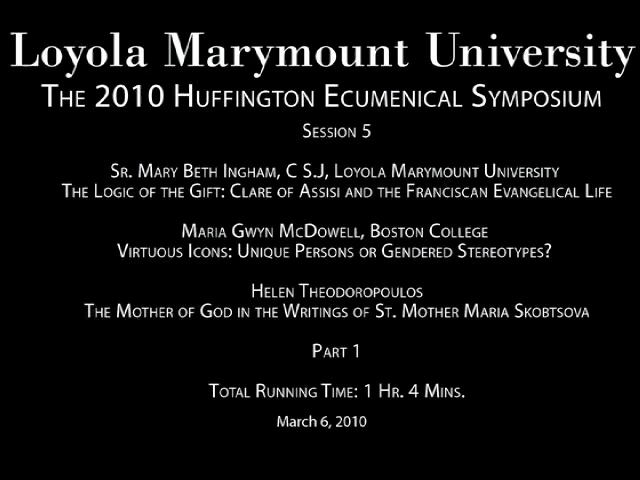 Loyola Marymount University
The 2010 Huffington Ecumenical Symposium
Session 5
Sr. Mary Beth Ingham, C S.J, Loyola Marymount University
The Logic of the Gift: Clare of Assisi and the Franciscan Evangelical Life
Maria Gwyn McDowell, Boston College
Virtuous Icons: Unique Persons or Gendered Stereotypes?
Helen Theodoropoulos
The Mother of God in the Writings of St. Mother Maria Skobtsova
Part 1
Total Running Time: 1 Hr. 4 Mins.
March 6, 2010